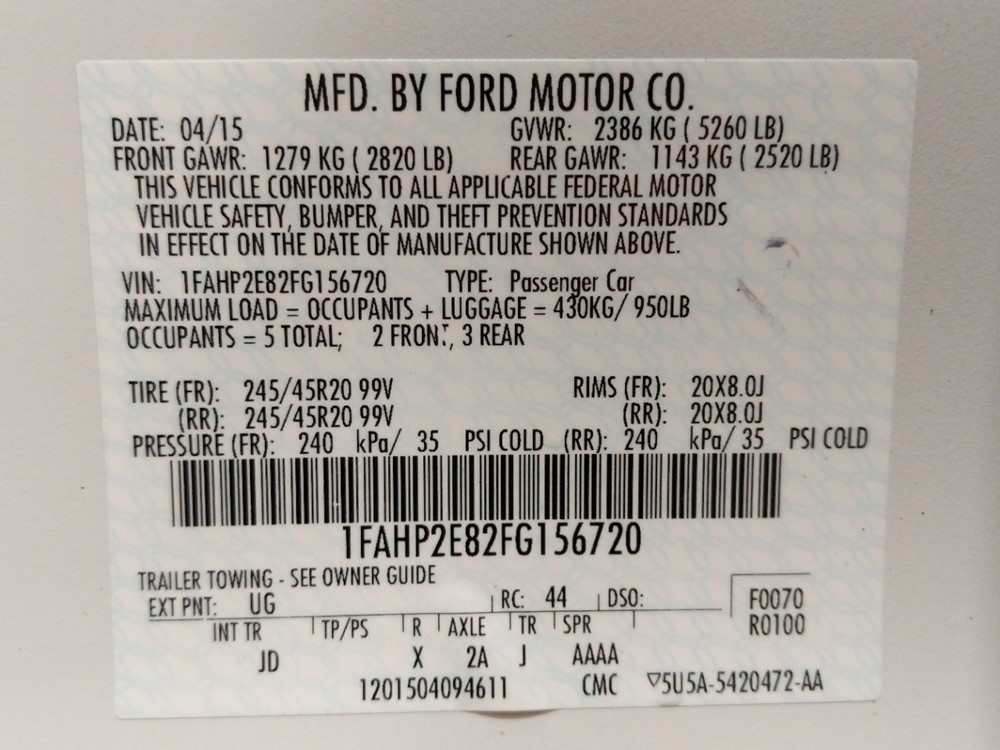 MFD. BY FORD MOTOR CO.
DATE: 04/15 GVWR: 2386 KG ( 5260 LB)
FRONT GAWR: 1279 KG ( 2820 LB) REAR GAWR: 1143 KG ( 2520 LB)
THIS VEHICLE CONFORMS TO ALL APPLICABLE FEDERAL MOTOR
VEHICLE SAFETY, BUMPER, AND THEFT PREVENTION STANDARDS
IN EFFECT ON THE DATE OF MANUFACTURE SHOWN ABOVE.
VIN: 1FAHP2E82FG156720 TYPE: Passenger Car
MAXIMUM LOAD = OCCUPANTS + LUGGAGE = 430KG/ 950LB
OCCUPANTS = 5 TOTAL; 2 FRONT, 3 REAR
TIRE (FR): 245/45R20 99V RIMS (FR): 20X8.0J
(RR): 245/45R20 99V (RR): 20X8.0J
PRESSURE (FR): 240 kPa/ 35 PSI COLD (RR): 240 kPa/ 35 PSI COLD
1FAHP2E82FG156720
TRAILER TOWING - SEE OWNER GUIDE
EXT PNT: UG RC: 44 DSO: F0070
INT TR TP/PS R AXLE TR SPR R0100
JD X 2A J AAAA
1201504094611 CMC ▽5U5A-5420472-AA